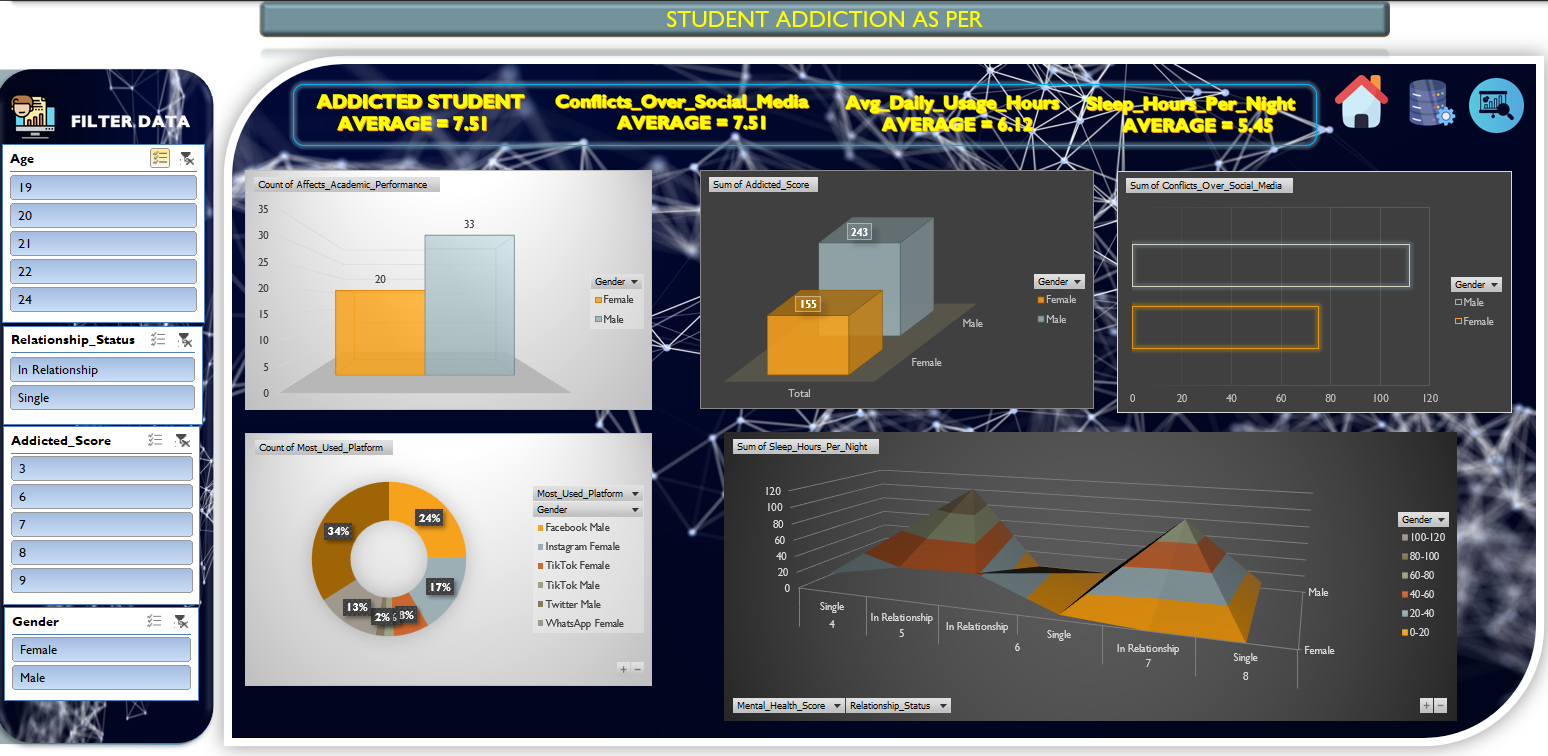 STUDENT ADDICTION AS PER
FILTER DATA
Age
19
20
21
22
24
Relationship_Status
In Relationship
Single
Addicted_Score
3
6
7
8
9
Gender
Female
Male
ADDICTED STUDENT
AVERAGE = 7.51
Conflicts_Over_Social_Media
AVERAGE = 7.51
Avg_Daily_Usage_Hours
AVERAGE = 6.12
Sleep_Hours_Per_Night
AVERAGE = 5.45
Count of Affects_Academic_Performance
35
30
25
20
15
10
5
0
20
33
Gender
Female
Male
Sum of Addicted_Score
243
155
Male
Female
Total
Gender
Female
Male
Sum of Conflicts_Over_Social_Media
0 20 40 60 80 100 120
Gender
Male
Female
Count of Most_Used_Platform
34%
24%
17%
13%
2%
8%
Most_Used_Platform
Gender
Facebook Male
Instagram Female
TikTok Female
TikTok Male
Twitter Male
WhatsApp Female
Sum of Sleep_Hours_Per_Night
120
100
80
60
40
20
0
Single
4
In Relationship
5
In Relationship
Single
6
In Relationship
7
Single
8
Male
Female
Gender
100-120
80-100
60-80
40-60
20-40
0-20
Mental_Health_Score
Relationship_Status